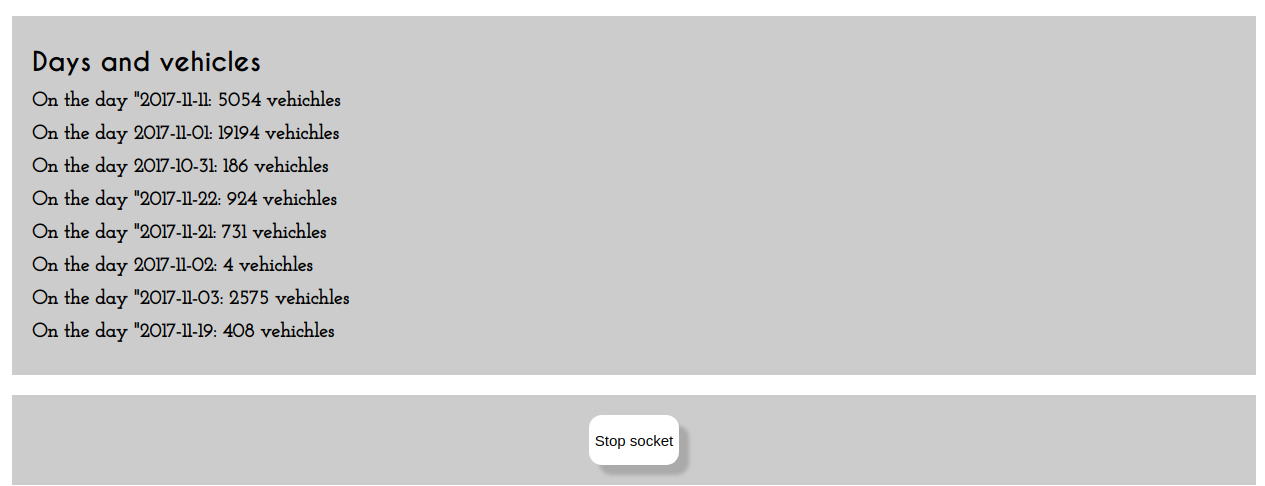 Days and vehicles
On the day "2017-11-11: 5054 vehichles
On the day 2017-11-01: 19194 vehichles
On the day 2017-10-31: 186 vehichles
On the day "2017-11-22: 924 vehichles
On the day "2017-11-21: 731 vehichles
On the day 2017-11-02: 4 vehichles
On the day "2017-11-03: 2575 vehichles
On the day "2017-11-19: 408 vehichles
Stop socket